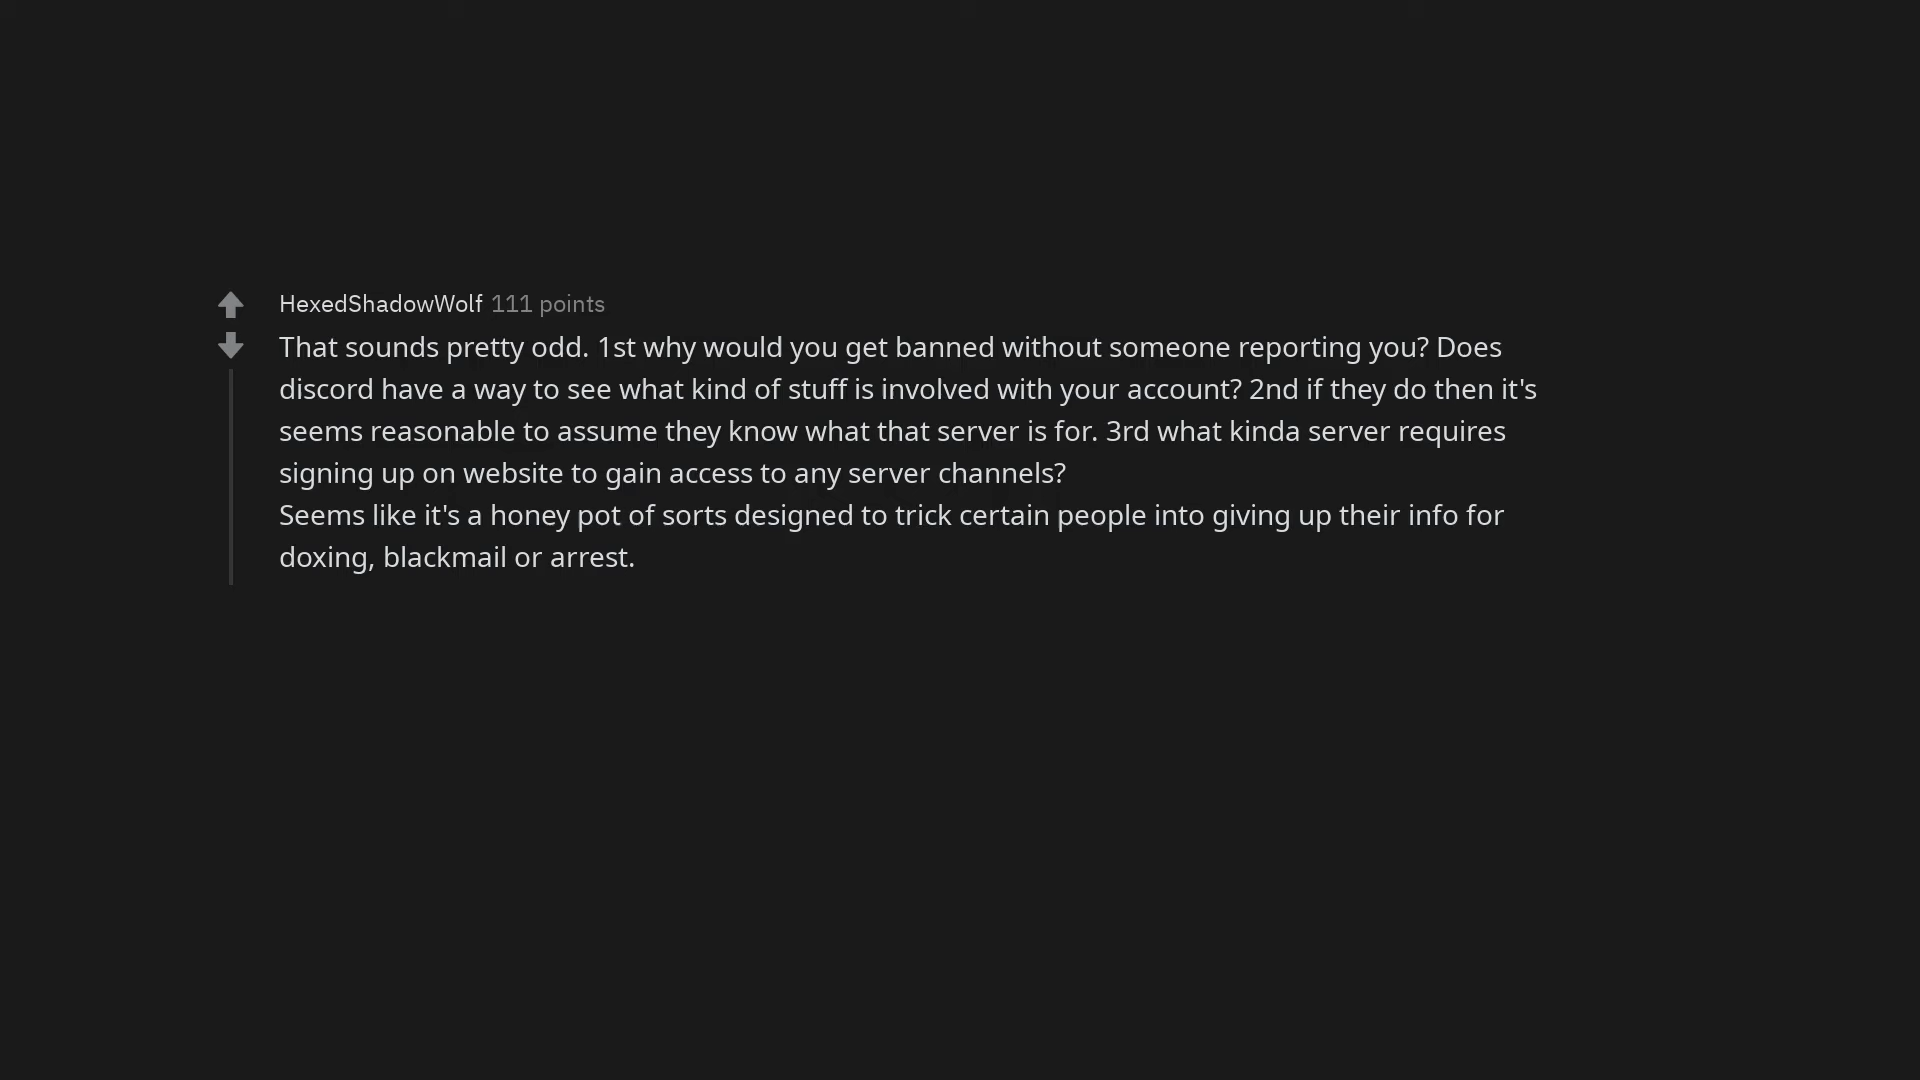 HexedShadowWolf 111 points
That sounds pretty odd. 1st why would you get banned without someone reporting you? Does
discord have a way to see what kind of stuff is involved with your account? 2nd if they do then it's
seems reasonable to assume they know what that server is for. 3rd what kinda server requires
signing up on website to gain access to any server channels?
Seems like it's a honey pot of sorts designed to trick certain people into giving up their info for
doxing, blackmail or arrest.